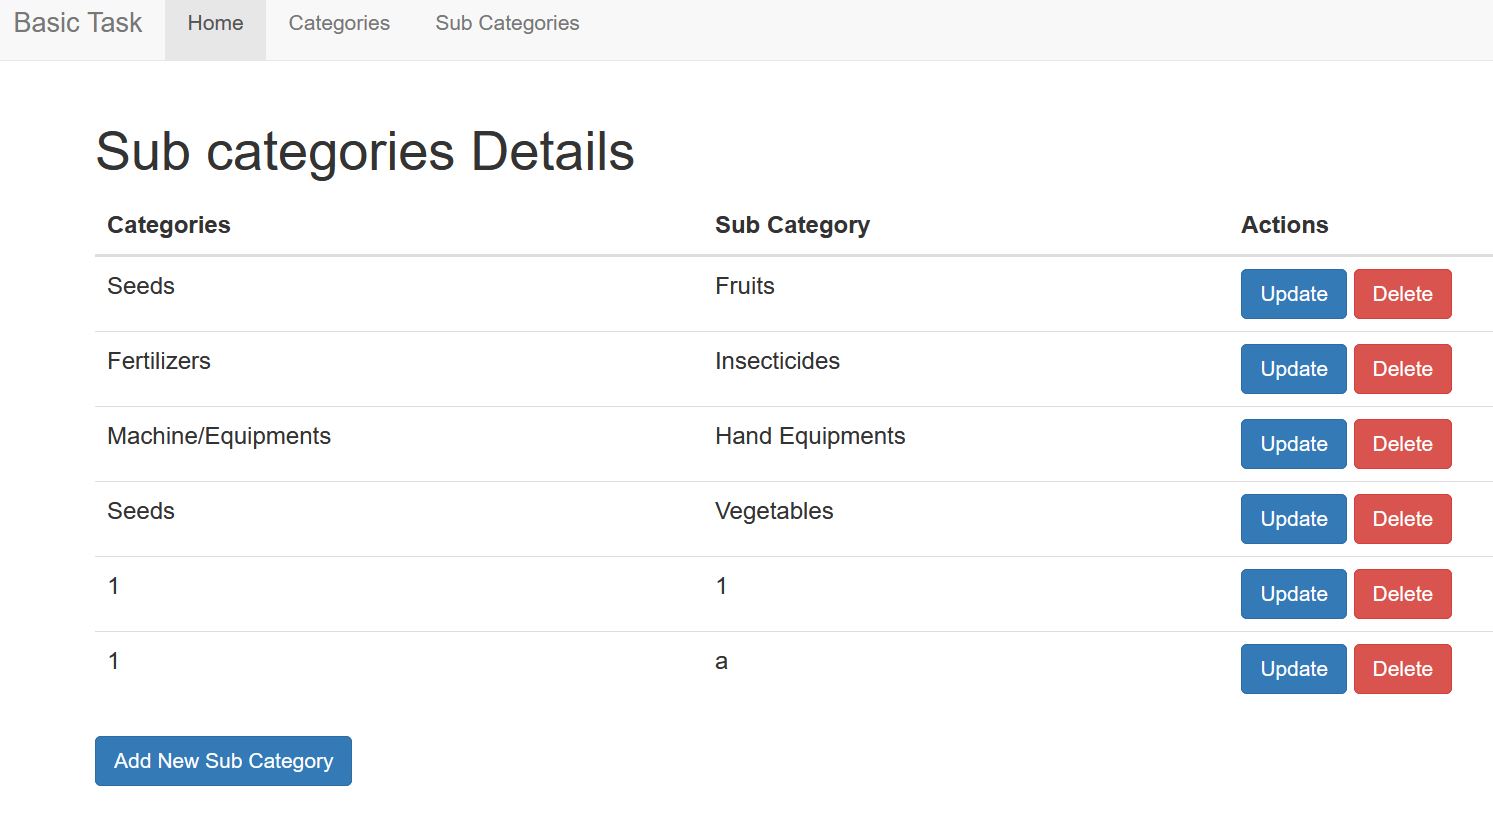 Basic Task Home Categories Sub Categories
Sub categories Details
Categories Sub Category Actions
Seeds Fruits Update Delete
Fertilizers Insecticides Update Delete
Machine/Equipments Hand Equipments Update Delete
Seeds Vegetables Update Delete
1 1 Update Delete
1 a Update Delete
Add New Sub Category